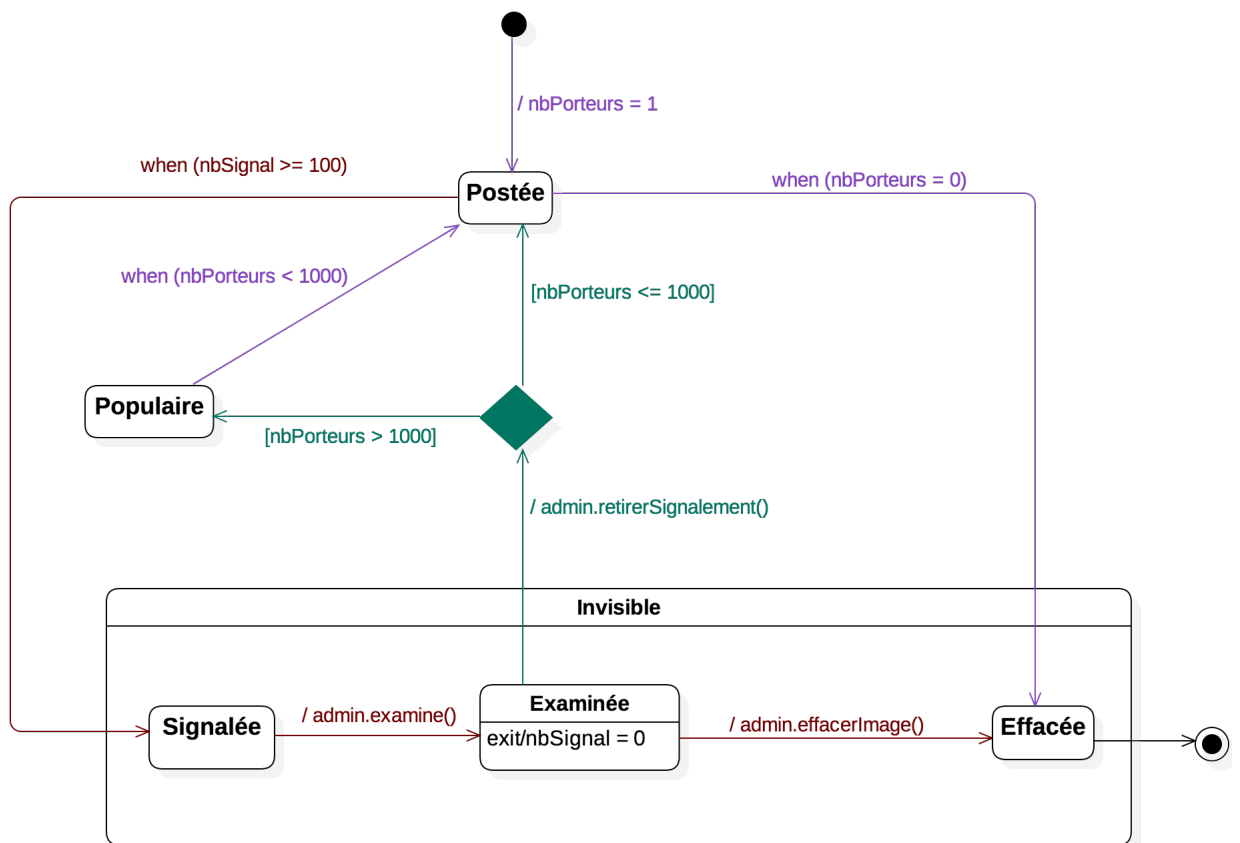 / nbPorteurs = 1
when (nbSignal >= 100)
when (nbPorteurs = 0)
Postée
when (nbPorteurs < 1000)
[nbPorteurs <= 1000]
Populaire
[nbPorteurs > 1000]
/ admin.retirerSignalement()
Invisible
Signalée
/ admin.examine()
Examinée
exit/nbSignal = 0
/ admin.effacerImage()
Effacée